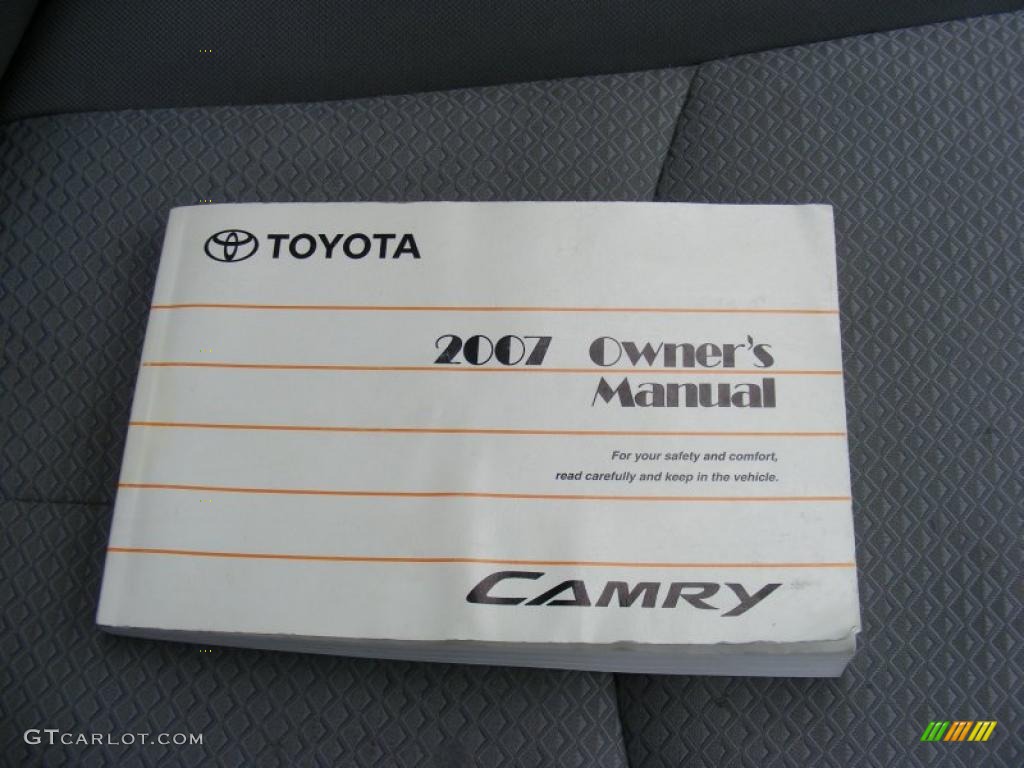 TOYOTA
2007 Owner's
Manual
For your safety and comfort,
read carefully and keep in the vehicle.
CAMRY
GTCARLOT.COM